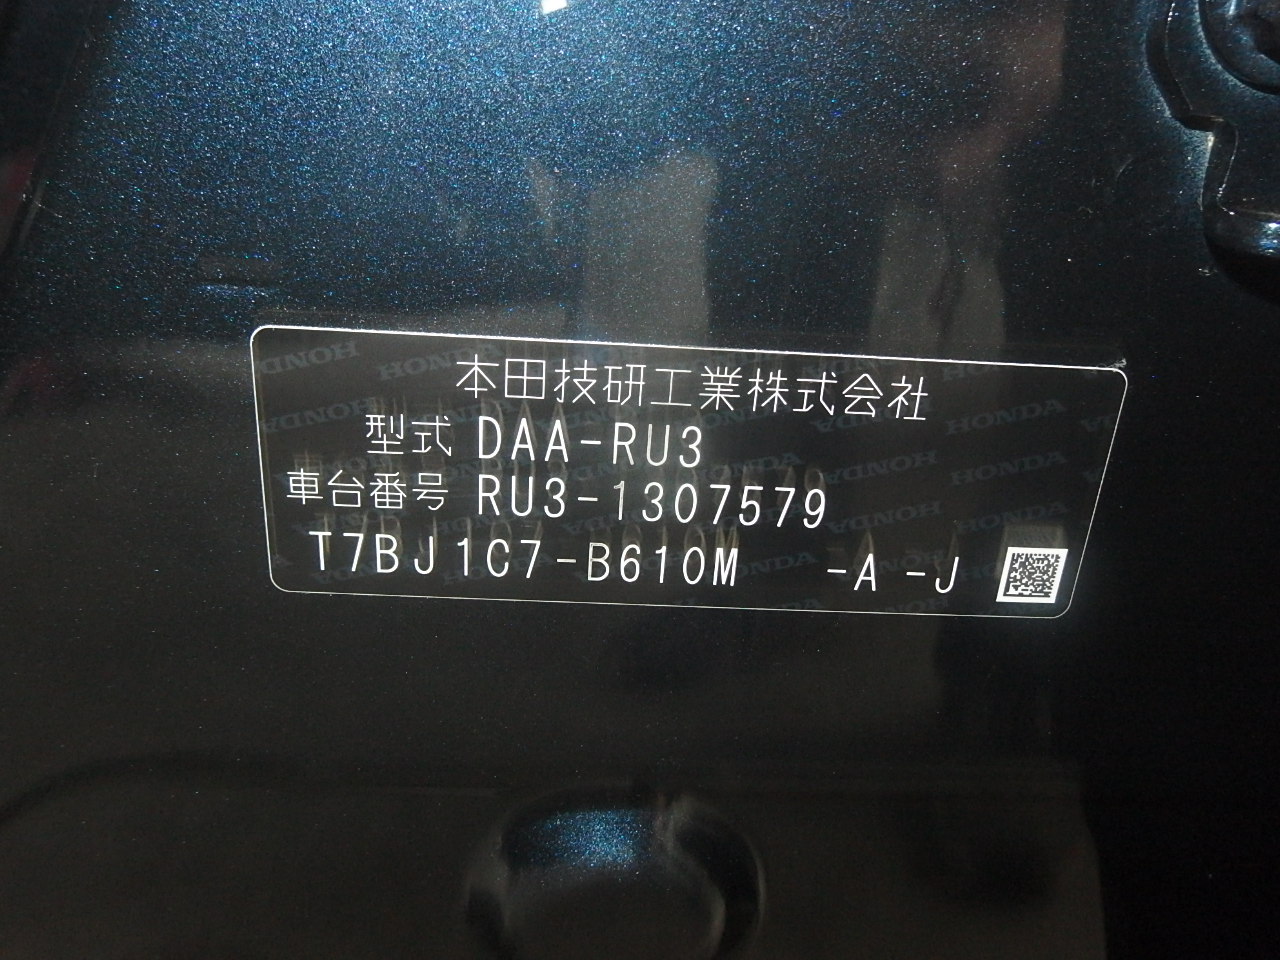 本田技研工業株式会社
型式 DAA-RU3
車台番号 RU3-1307579
T7BJ1C7-B610M -A -J